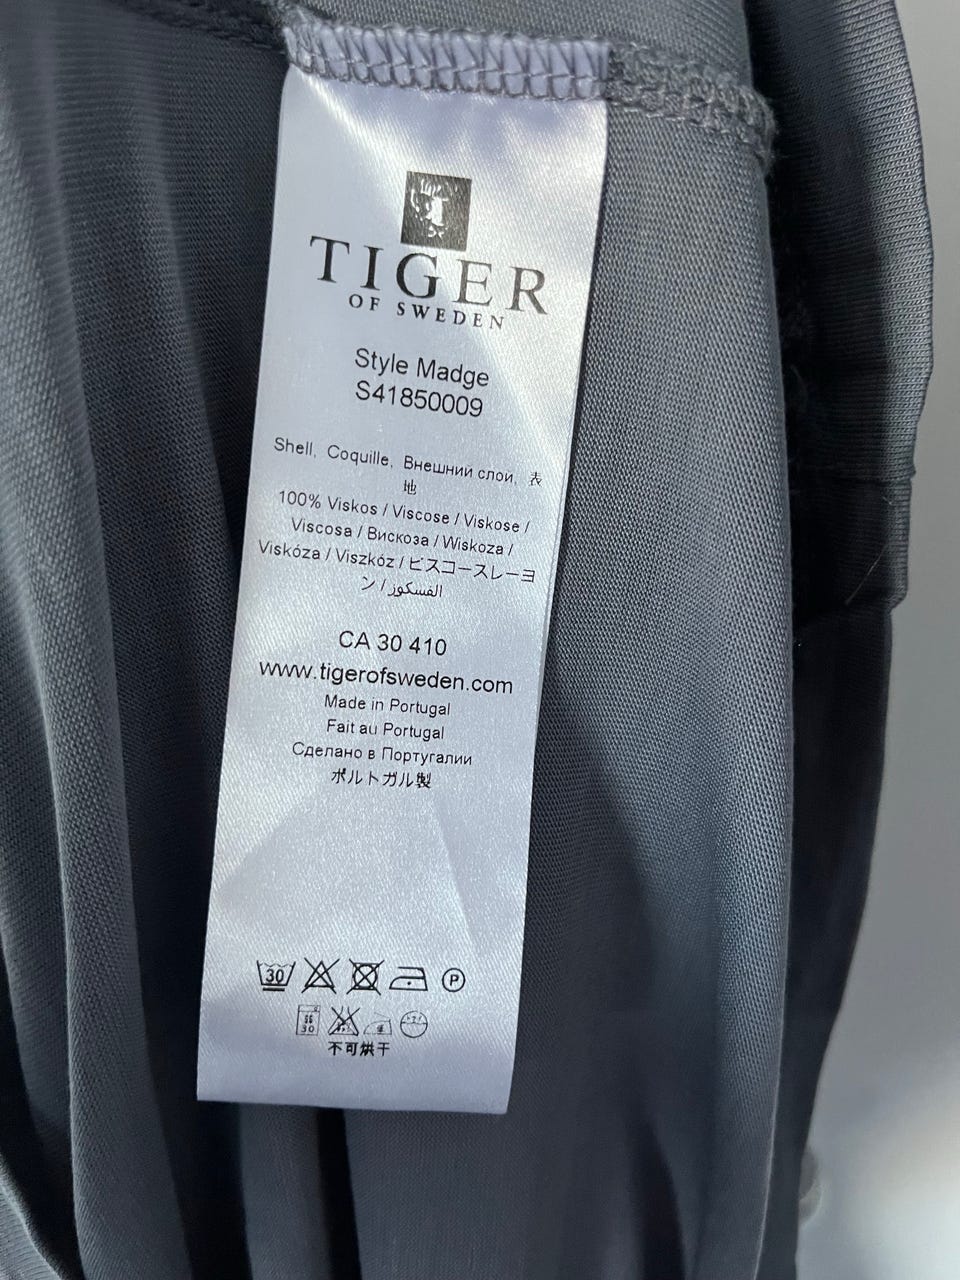 TIGER
OF SWEDEN
Style Madge
S41850009
Shell, Coquille, Внешний слой, 表
地
100% Viskos / Viscose / Viskose /
Viscosa / Вискоза / Wiskoza /
Viskóza / Viszkóz / ビスコースレーヨ
ン / الفسكوز
CA 30 410
www.tigerofsweden.com
Made in Portugal
Fait au Portugal
Сделано в Португалии
ポルトガル製
30 P
30
不可烘干